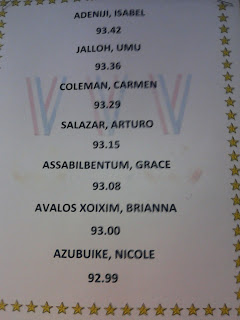 ADENIJI, ISABEL
93.42
JALLOH, UMU
93.36
COLEMAN, CARMEN
93.29
SALAZAR, ARTURO
93.15
ASSABILBENTUM, GRACE
93.08
AVALOS XOIXIM, BRIANNA
93.00
AZUBUIKE, NICOLE
92.99